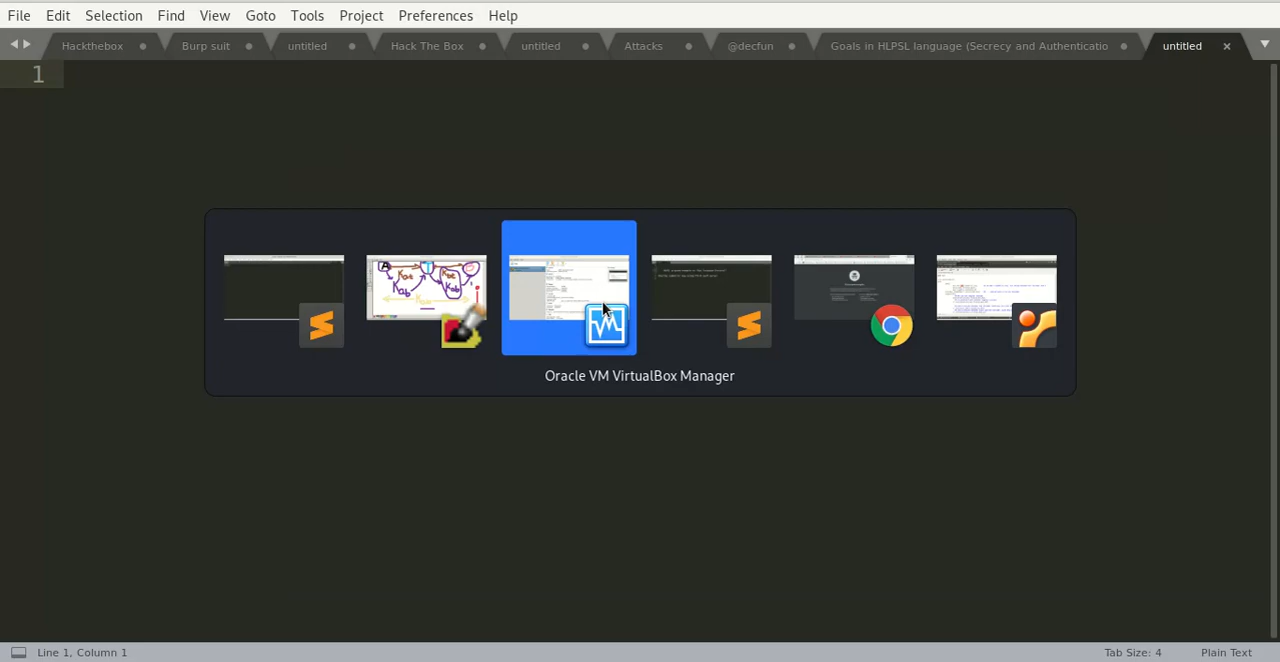 File Edit Selection Find View Goto Tools Project Preferences Help
Hackthebox Burp suit untitled Hack The Box untitled Attacks @decfun Goals in HLPSL language (Secrecy and Authenticatio untitled
1
Kab
Oracle VM VirtualBox Manager
Line 1, Column 1 Tab Size: 4 Plain Text